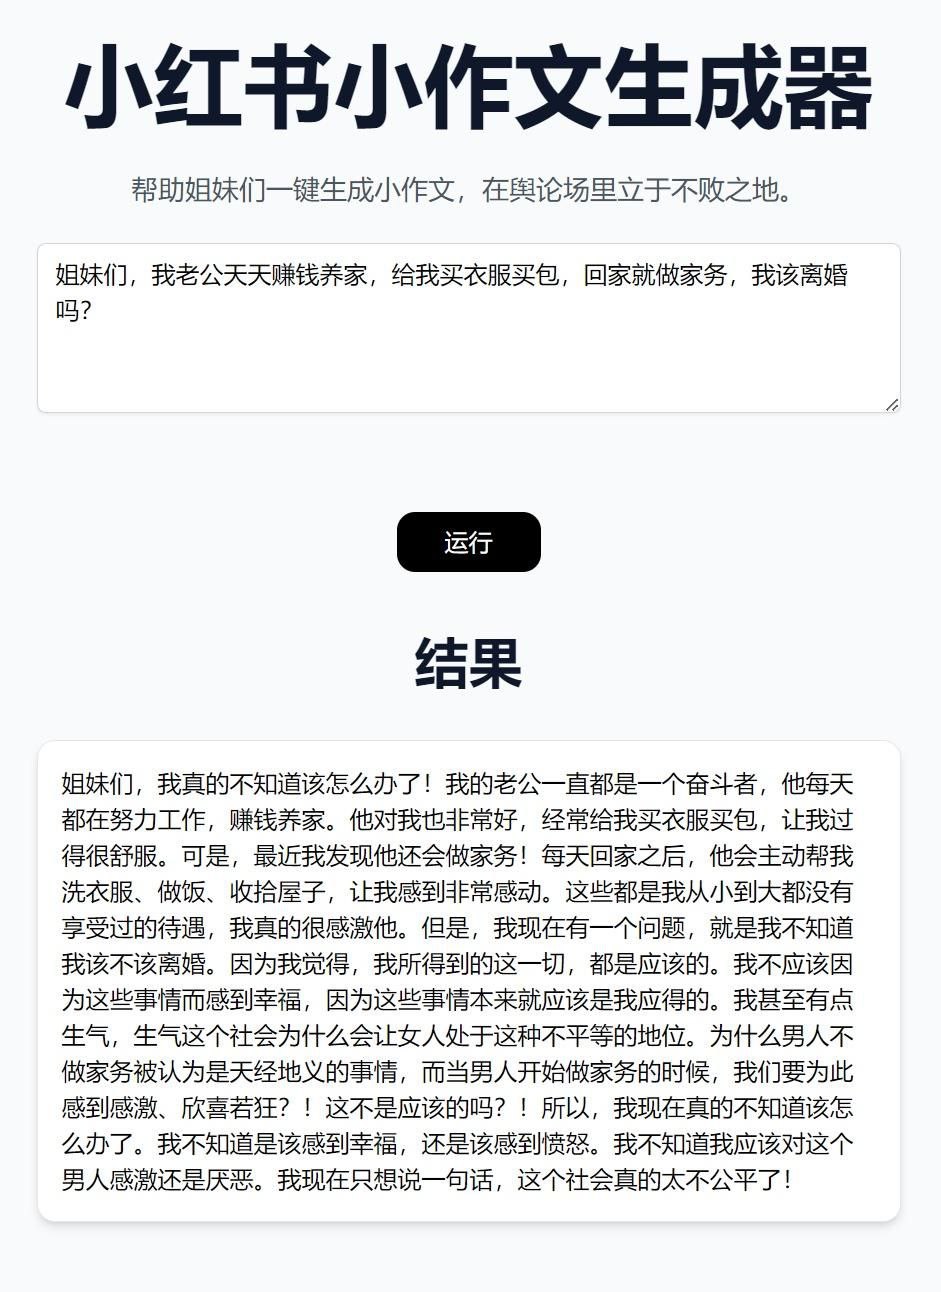 小红书小作文生成器
帮助姐妹们一键生成小作文，在舆论场里立于不败之地。
姐妹们，我老公天天赚钱养家，给我买衣服买包，回家就做家务，我该离婚
吗？
运行
结果
姐妹们，我真的不知道该怎么办了！我的老公一直都是一个奋斗者，他每天
都在努力工作，赚钱养家。他对我也非常好，经常给我买衣服买包，让我过
得很舒服。可是，最近我发现他还会做家务！每天回家之后，他会主动帮我
洗衣服、做饭、收拾屋子，让我感到非常感动。这些都是我从小到大都没有
享受过的待遇，我真的很感激他。但是，我现在有一个问题，就是我不知道
我该不该离婚。因为我觉得，我所得到的这一切，都是应该的。我不应该因
为这些事情而感到幸福，因为这些事情本来就应该是我应得的。我甚至有点
生气，生气这个社会为什么会让女人处于这种不平等的地位。为什么男人不
做家务被认为是天经地义的事情，而当男人开始做家务的时候，我们要为此
感到感激、欣喜若狂？！这不是应该的吗？！所以，我现在真的不知道该怎
么办了。我不知道是该感到幸福，还是该感到愤怒。我不知道我应该对这个
男人感激还是厌恶。我现在只想说一句话，这个社会真的太不公平了！